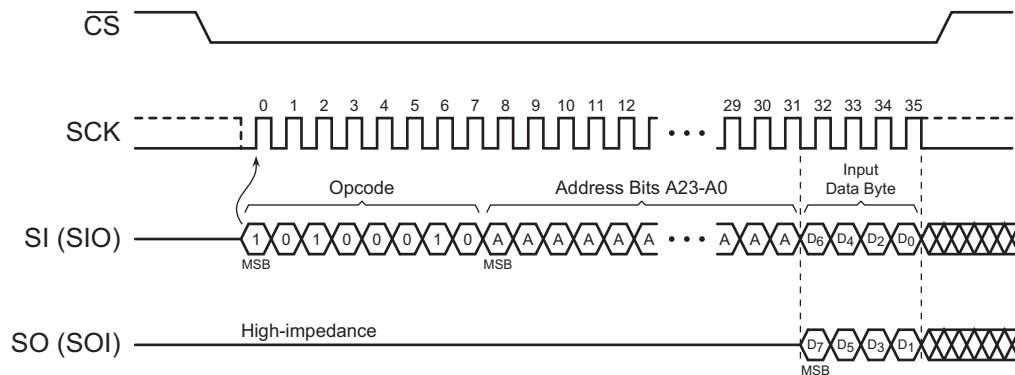 CS
0 1 2 3 4 5 6 7 8 9 10 11 12 29 30 31 32 33 34 35
SCK
Opcode Address Bits A23-A0 Input Data Byte
SI (SIO) 1 0 1 0 0 0 1 0 A A A A A A • • • A A A D6 D4 D2 D0
MSB MSB
High-impedance
SO (SOI) D7 D5 D3 D1
MSB